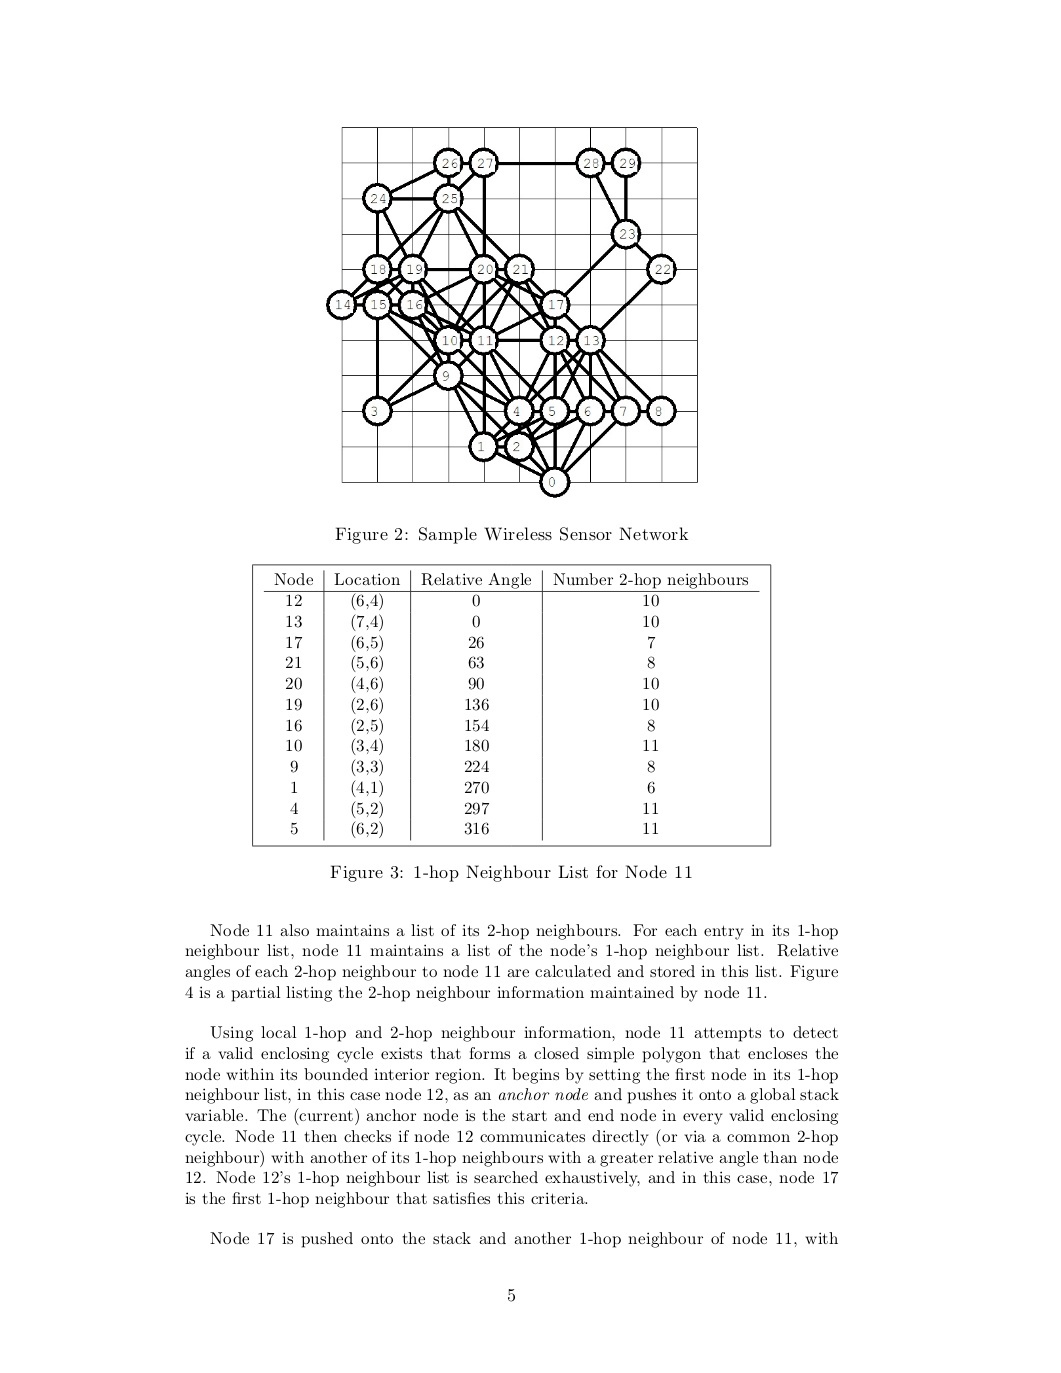 26 27 28 29
24 25
23
18 19 20 21 22
14 15 16 17
10 11 12 13
9
3 4 5 6 7 8
1 2
0
Figure 2: Sample Wireless Sensor Network
Node Location Relative Angle Number 2-hop neighbours
12 (6,4) 0 10
13 (7,4) 0 10
17 (6,5) 26 7
21 (5,6) 63 8
20 (4,6) 90 10
19 (2,6) 136 10
16 (2,5) 154 8
10 (3,4) 180 11
9 (3,3) 224 8
1 (4,1) 270 6
4 (5,2) 297 11
5 (6,2) 316 11
Figure 3: 1-hop Neighbour List for Node 11
Node 11 also maintains a list of its 2-hop neighbours. For each entry in its 1-hop
neighbour list, node 11 maintains a list of the node's 1-hop neighbour list. Relative
angles of each 2-hop neighbour to node 11 are calculated and stored in this list. Figure
4 is a partial listing the 2-hop neighbour information maintained by node 11.
Using local 1-hop and 2-hop neighbour information, node 11 attempts to detect
if a valid enclosing cycle exists that forms a closed simple polygon that encloses the
node within its bounded interior region. It begins by setting the first node in its 1-hop
neighbour list, in this case node 12, as an anchor node and pushes it onto a global stack
variable. The (current) anchor node is the start and end node in every valid enclosing
cycle. Node 11 then checks if node 12 communicates directly (or via a common 2-hop
neighbour) with another of its 1-hop neighbours with a greater relative angle than node
12. Node 12's 1-hop neighbour list is searched exhaustively, and in this case, node 17
is the first 1-hop neighbour that satisfies this criteria.
Node 17 is pushed onto the stack and another 1-hop neighbour of node 11, with
5